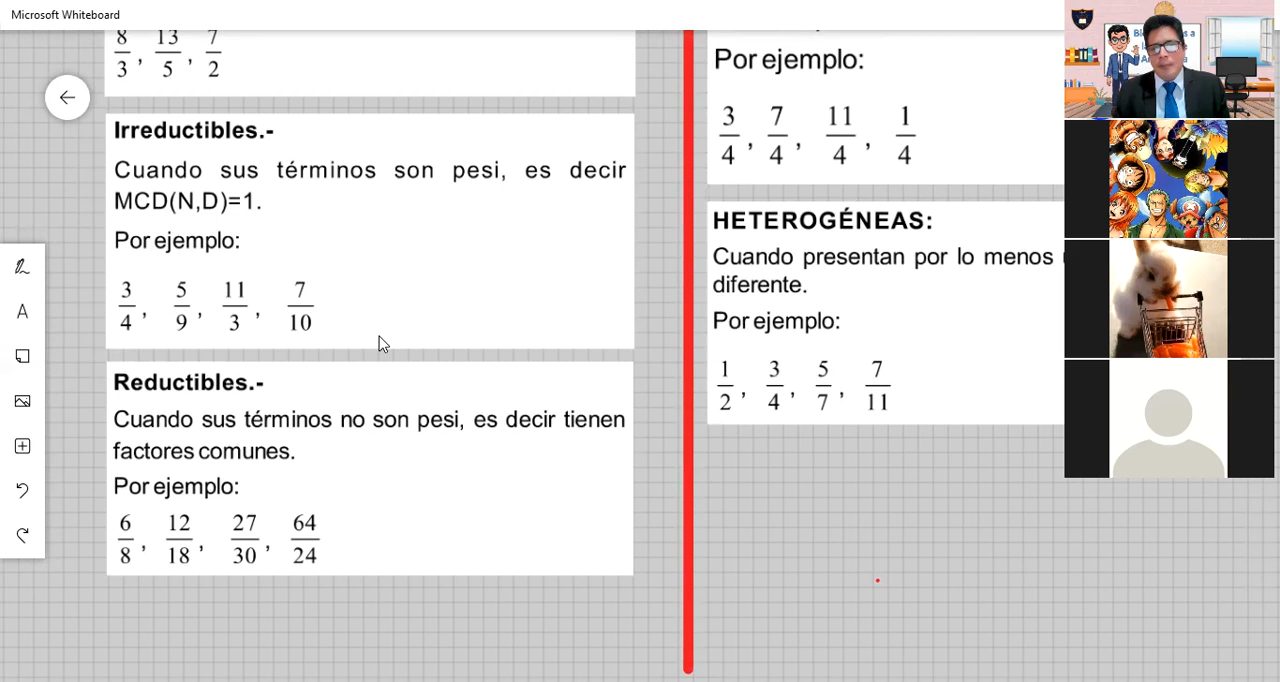 Microsoft Whiteboard
8/3, 13/5, 7/2
Irreductibles.-
Cuando sus términos son pesi, es decir
MCD(N,D)=1.
Por ejemplo:
3/4, 5/9, 11/3, 7/10
Reductibles.-
Cuando sus términos no son pesi, es decir tienen
factores comunes.
Por ejemplo:
6/8, 12/18, 27/30, 64/24
Por ejemplo:
3/4, 7/4, 11/4, 1/4
HETEROGÉNEAS:
Cuando presentan por lo menos
diferente.
Por ejemplo:
1/2, 3/4, 5/7, 7/11